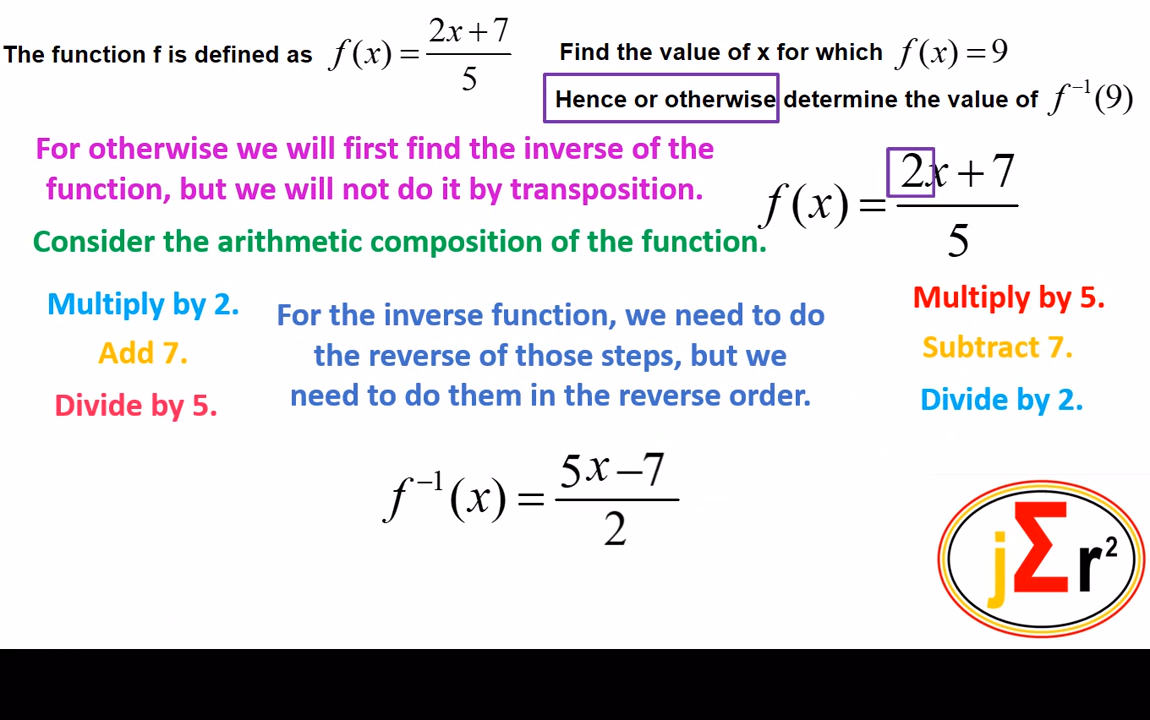 The function f is defined as f(x) = (2x + 7)/5
Find the value of x for which f(x) = 9
Hence or otherwise determine the value of f⁻¹(9)
For otherwise we will first find the inverse of the
function, but we will not do it by transposition.
f(x) = (2x + 7)/5
Consider the arithmetic composition of the function.
Multiply by 2.
Add 7.
Divide by 5.
For the inverse function, we need to do
the reverse of those steps, but we
need to do them in the reverse order.
Multiply by 5.
Subtract 7.
Divide by 2.
f⁻¹(x) = (5x – 7)/2
jΣr²